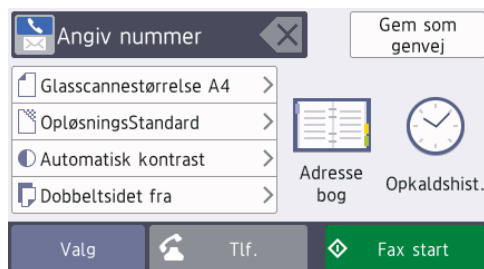 Angiv nummer
Gem som
genvej
Glasscannestørrelse A4
OpløsningsStandard
Automatisk kontrast
Dobbeltsidet fra
Adresse
bog
Opkaldshist.
Valg
Tlf.
Fax start